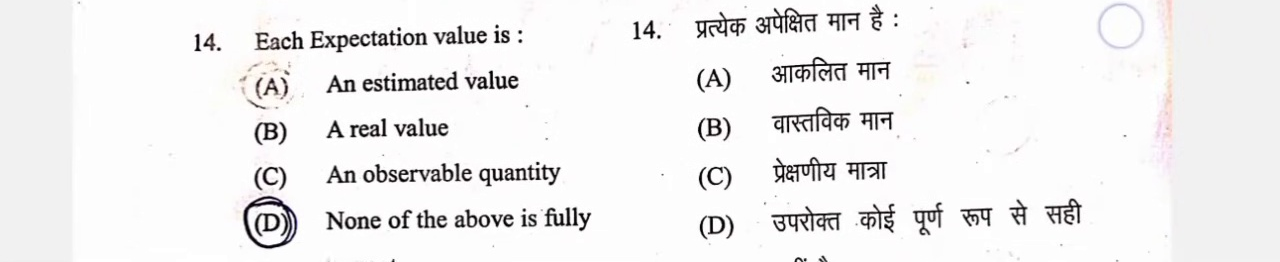 14. Each Expectation value is :
(A) An estimated value
(B) A real value
(C) An observable quantity
(D) None of the above is fully
14. प्रत्येक अपेक्षित मान है :
(A) आकलित मान
(B) वास्तविक मान
(C) प्रेक्षणीय मात्रा
(D) उपरोक्त कोई पूर्ण रूप से सही